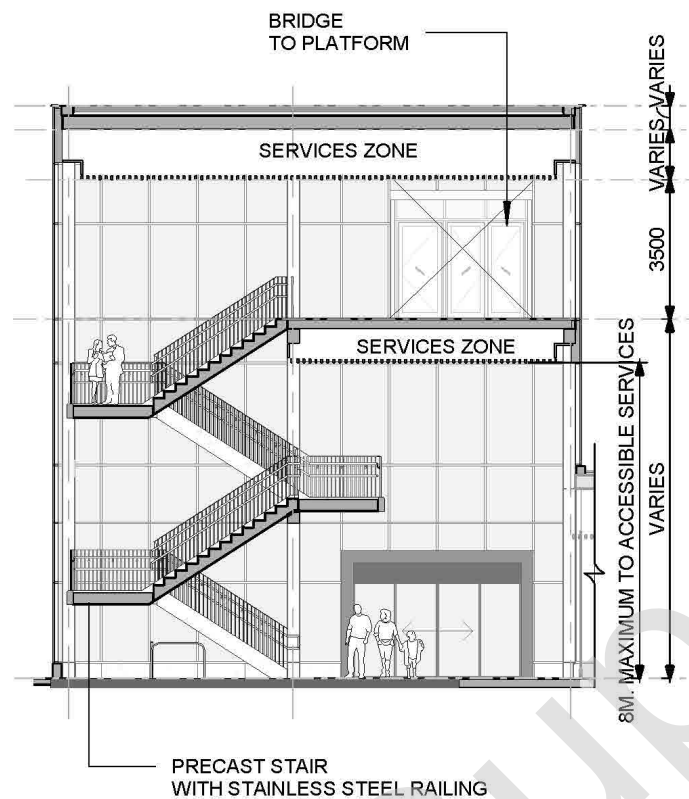 BRIDGE
TO PLATFORM
VARIES
VARIES
SERVICES ZONE
3500
SERVICES ZONE
8M. MAXIMUM TO ACCESSIBLE SERVICES
VARIES
PRECAST STAIR
WITH STAINLESS STEEL RAILING